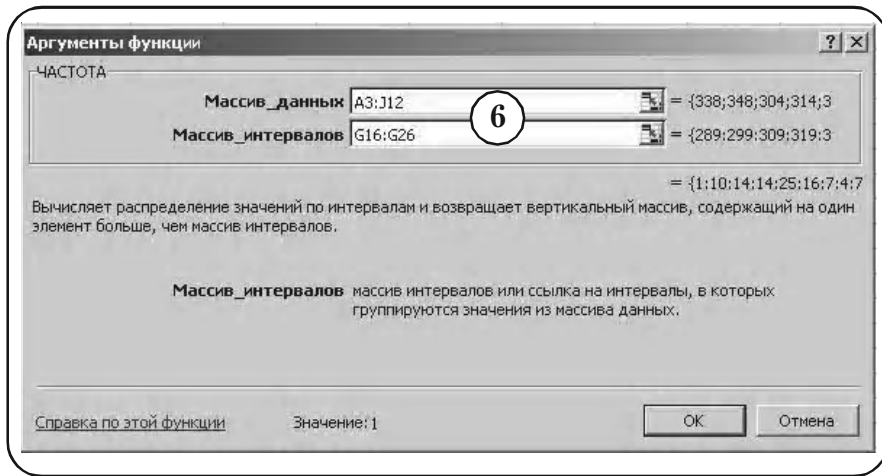 Аргументы функции
ЧАСТОТА
Массив_данных A3:J12 = {338;348;304;314;3
6
Массив_интервалов G16:G26 = {289:299:309:319:3
= {1:10:14:14:25:16:7:4:7
Вычисляет распределение значений по интервалам и возвращает вертикальный массив, содержащий на один
элемент больше, чем массив интервалов.
Массив_интервалов массив интервалов или ссылка на интервалы, в которых
группируются значения из массива данных.
Справка по этой функции Значение:1 OK Отмена